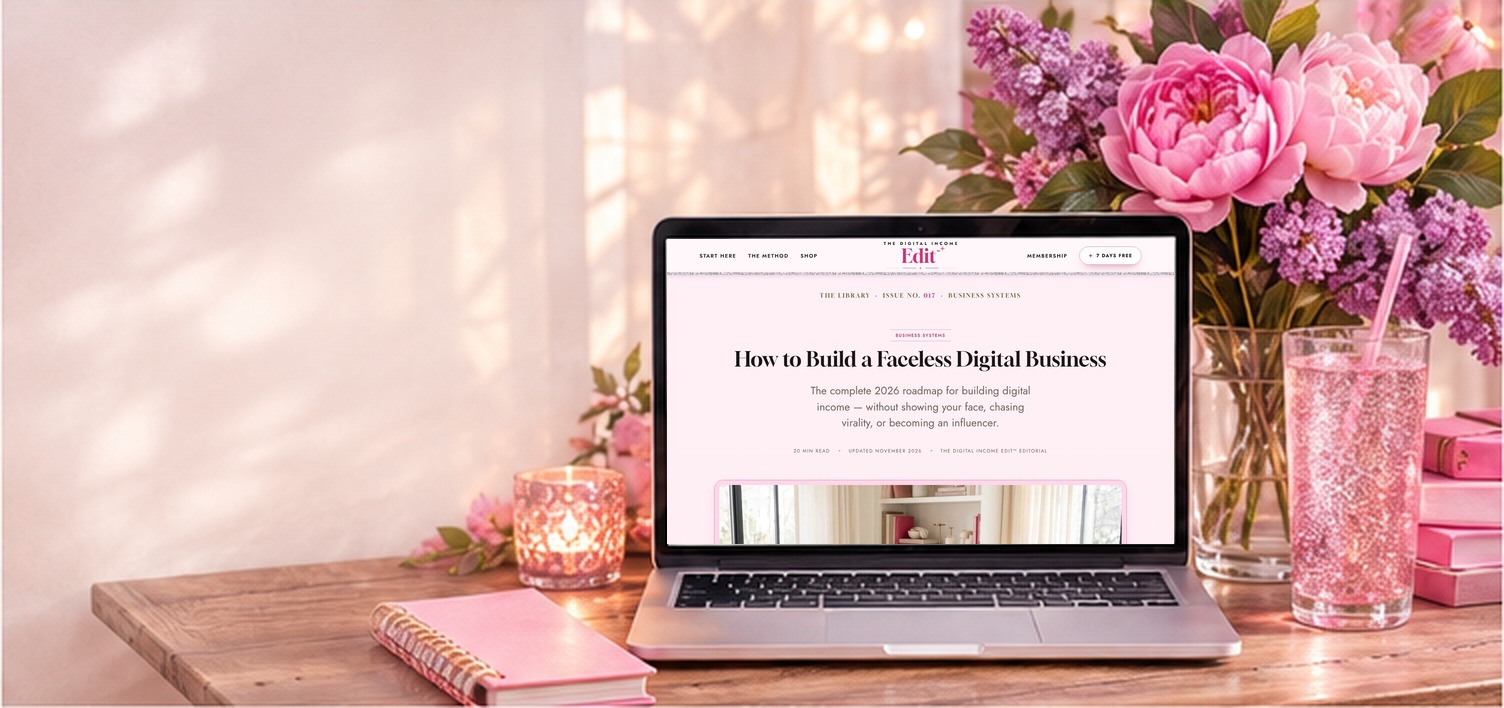 THE DIGITAL INCOME
START HERE THE METHOD SHOP Edit MEMBERSHIP + 7 DAYS FREE
THE LIBRARY • ISSUE NO. 017 • BUSINESS SYSTEMS
BUSINESS SYSTEMS
How to Build a Faceless Digital Business
The complete 2026 roadmap for building digital
income — without showing your face, chasing
virality, or becoming an influencer.
20 MIN READ • UPDATED NOVEMBER 2026 • THE DIGITAL INCOME EDIT™ EDITORIAL